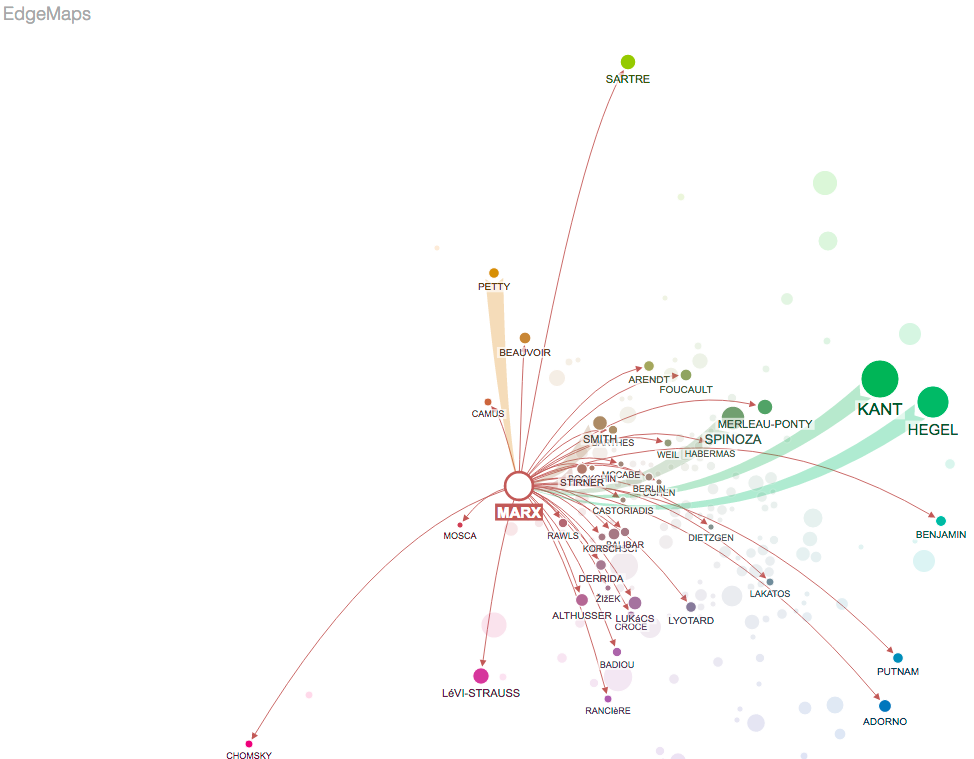 EdgeMaps
SARTRE
PETTY
BEAUVOIR
ARENDT
FOUCAULT
CAMUS
KANT
MERLEAU-PONTY
HEGEL
SMITH
SPINOZA
WEIL
HABERMAS
STIRNER
BERLIN
MARX
CASTORIADIS
MOSCA
RAWLS
DIETZGEN
BENJAMIN
BALIBAR
DERRIDA
ŽIŽEK
LAKATOS
ALTHUSSER
LUKáCS
LYOTARD
CROCE
BADIOU
PUTNAM
LéVI-STRAUSS
RANCIèRE
ADORNO
CHOMSKY